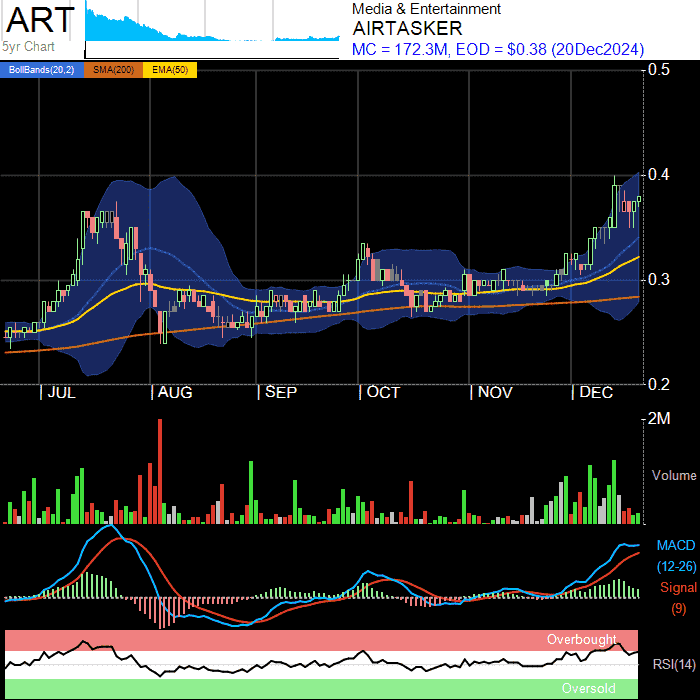 ART
5yr Chart
Media & Entertainment
AIRTASKER
MC = 172.3M, EOD = $0.38 (20Dec2024)
BollBands(20,2) SMA(200) EMA(50)
0.5
0.4
0.3
0.2
JUL AUG SEP OCT NOV DEC
2M
Volume
MACD
(12-26)
Signal
(9)
Overbought
RSI(14)
Oversold